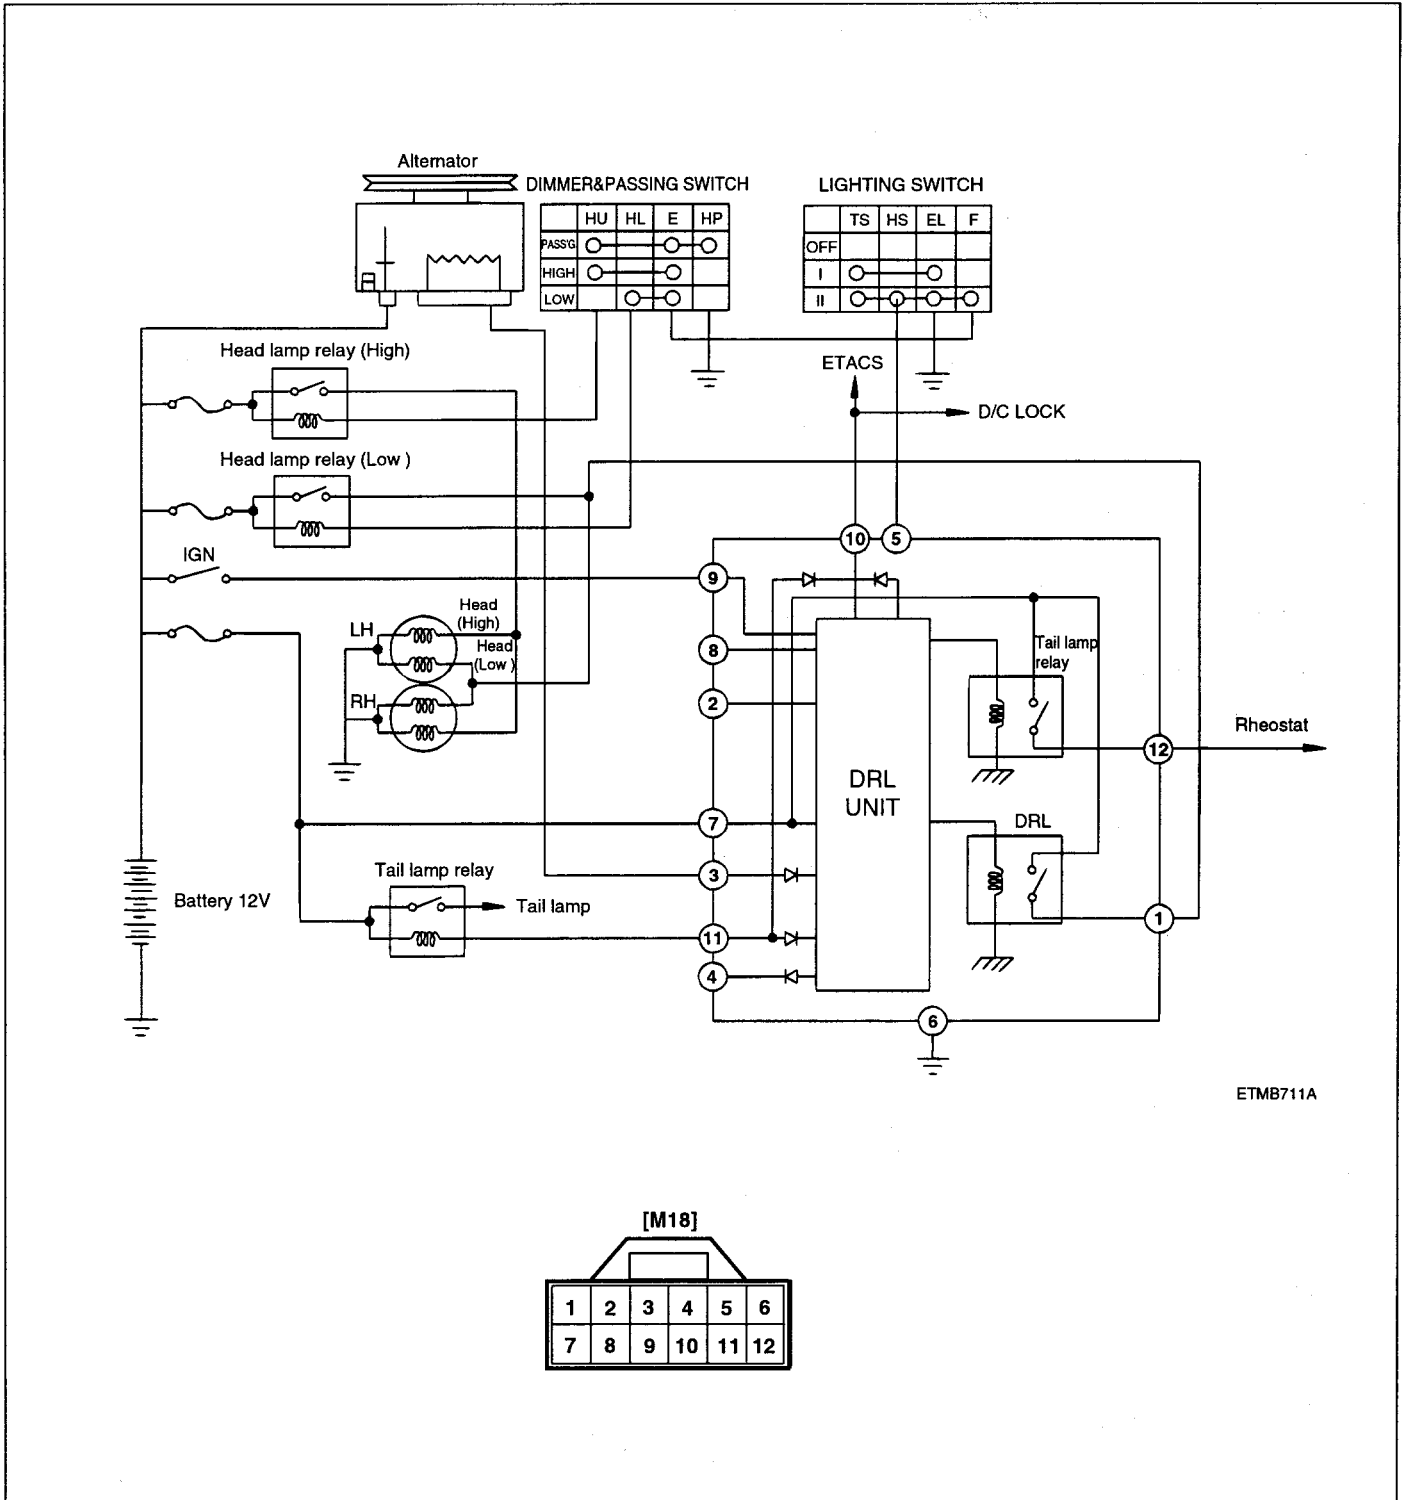 Alternator
DIMMER&PASSING SWITCH
HU HL E HP
PASS'G
HIGH
LOW
LIGHTING SWITCH
TS HS EL F
OFF
I
II
Head lamp relay (High)
ETACS
D/C LOCK
Head lamp relay (Low )
IGN
10 5
9
Head
(High)
LH
Head
(Low )
8
Tail lamp
relay
RH
2
Rheostat
12
DRL
UNIT
7
DRL
3
Tail lamp relay
Battery 12V
Tail lamp
1
11
4
6
ETMB711A
[M18]
1 2 3 4 5 6
7 8 9 10 11 12